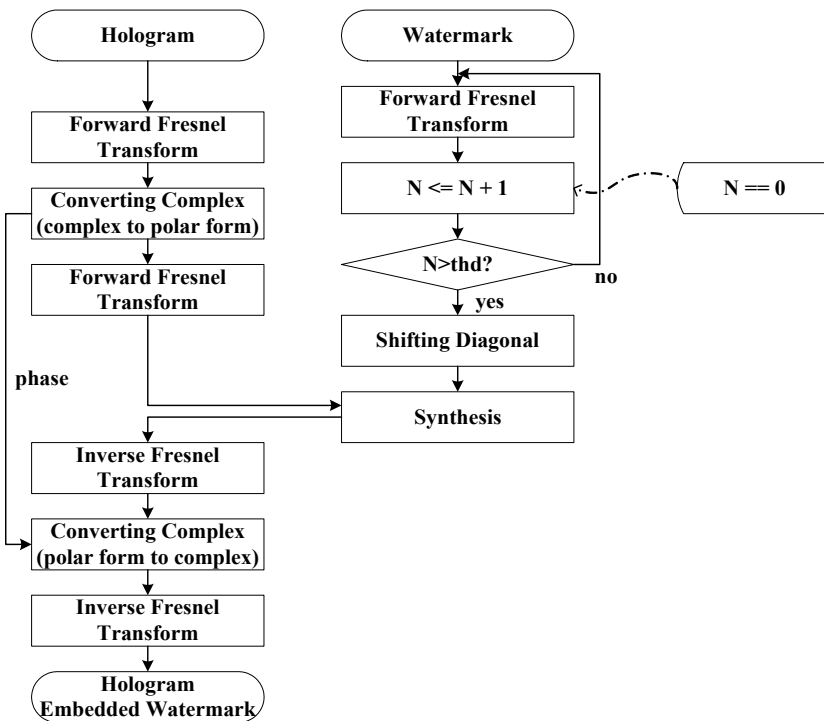 Hologram
Forward Fresnel
Transform
Converting Complex
(complex to polar form)
Forward Fresnel
Transform
phase
Inverse Fresnel
Transform
Converting Complex
(polar form to complex)
Inverse Fresnel
Transform
Hologram
Embedded Watermark
Watermark
Forward Fresnel
Transform
N <= N + 1
N == 0
N>thd?
no
yes
Shifting Diagonal
Synthesis